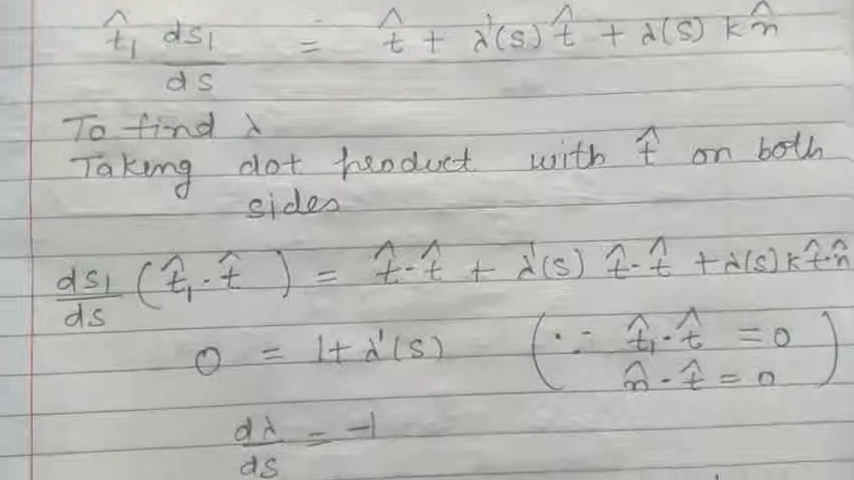 t̂₁ ds₁/ds = t̂ + λ'(s) t̂ + λ(s) k n̂
To find λ
Taking dot product with t̂ on both
sides
ds₁/ds (t̂₁ · t̂) = t̂ · t̂ + λ'(s) t̂ · t̂ + λ(s) k t̂ · n̂
0 = 1 + λ'(s) (∵ t̂₁ · t̂ = 0
n̂ · t̂ = 0)
dλ/ds = -1